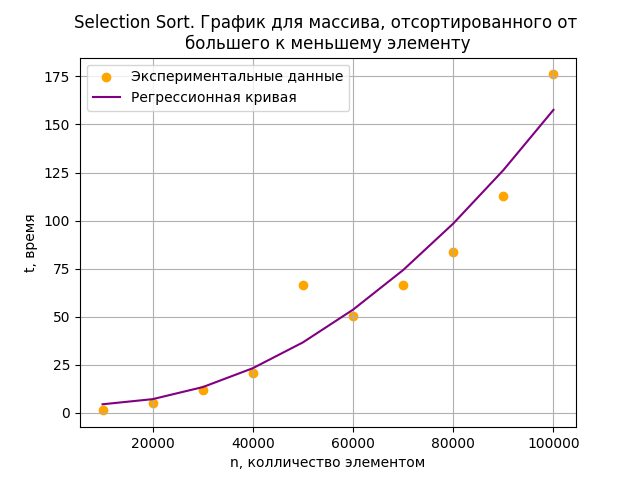 Selection Sort. График для массива, отсортированного от
большего к меньшему элементу
Экспериментальные данные
Регрессионная кривая
175
150
125
100
75
50
25
0
t, время
20000 40000 60000 80000 100000
n, колличество элементом